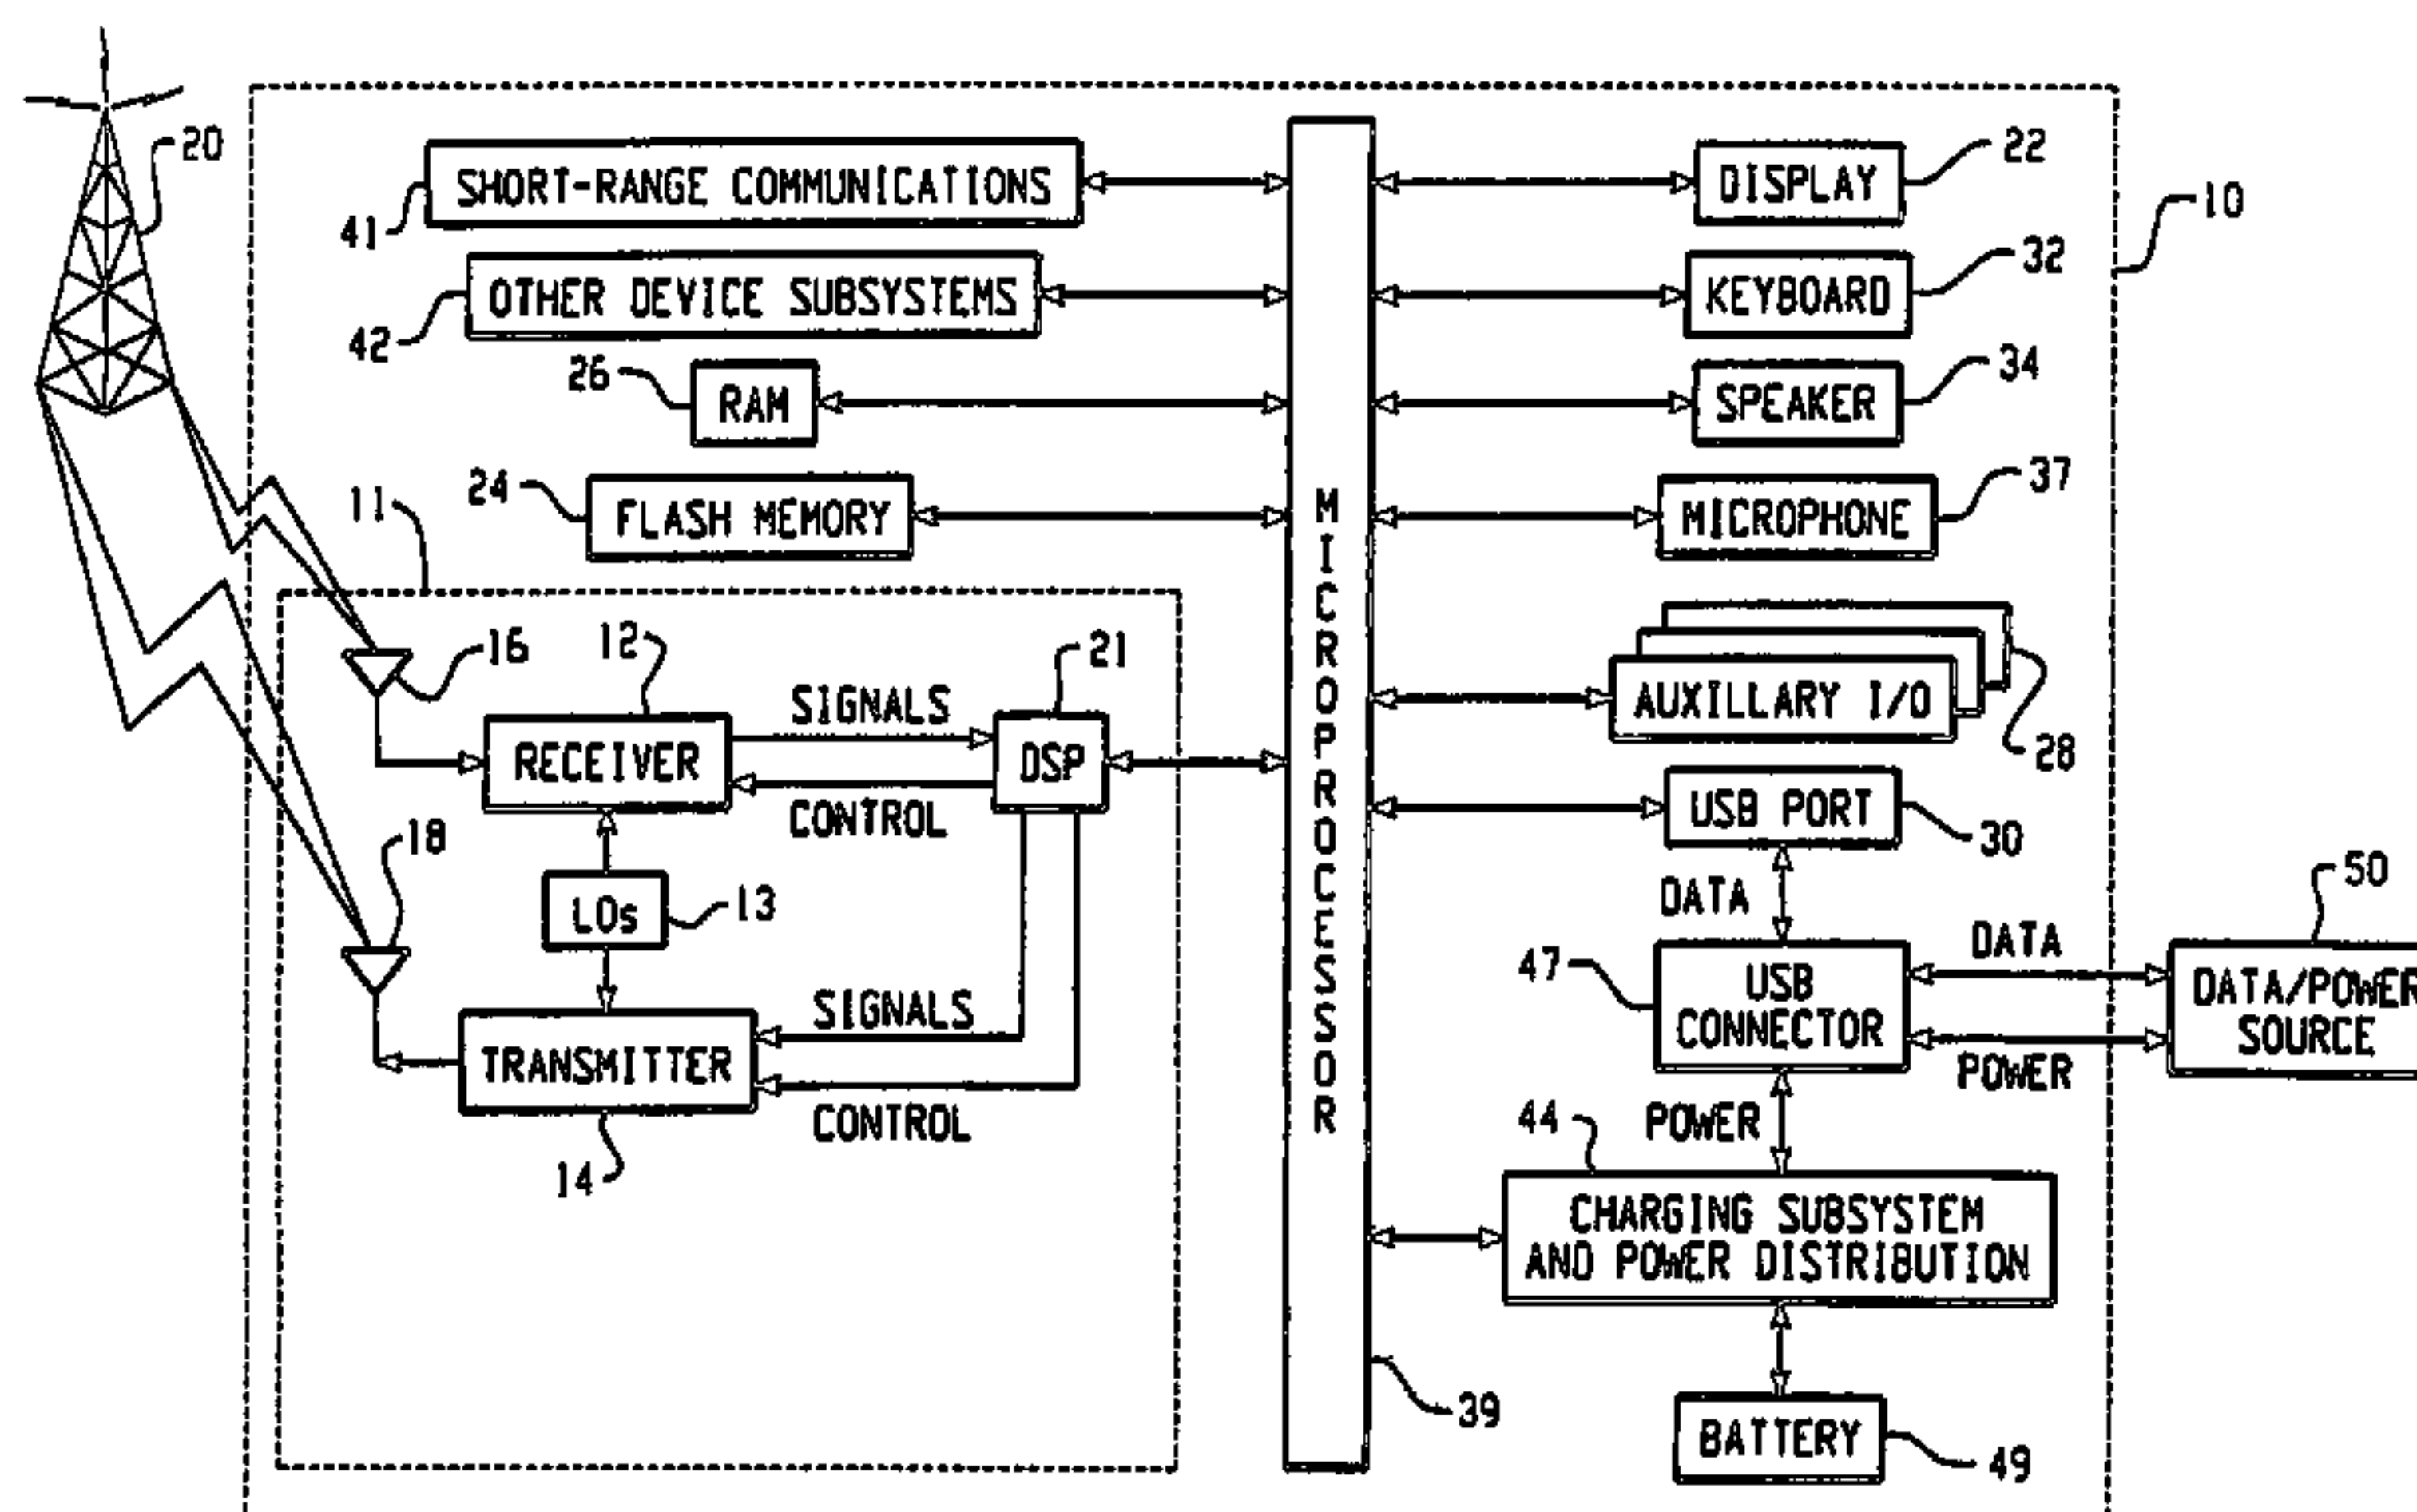 20
SHORT-RANGE COMMUNICATIONS
41
OTHER DEVICE SUBSYSTEMS
42
26
RAM
24
FLASH MEMORY
11
16
12
SIGNALS
21
RECEIVER
DSP
CONTROL
18
LOs
13
SIGNALS
TRANSMITTER
CONTROL
14
MICROPROCESSOR
39
DISPLAY
22
10
KEYBOARD
32
SPEAKER
34
MICROPHONE
37
AUXILLARY I/O
28
USB PORT
30
DATA
47
USB
CONNECTOR
DATA
POWER
50
DATA/POWER
SOURCE
44
POWER
CHARGING SUBSYSTEM
AND POWER DISTRIBUTION
BATTERY
49